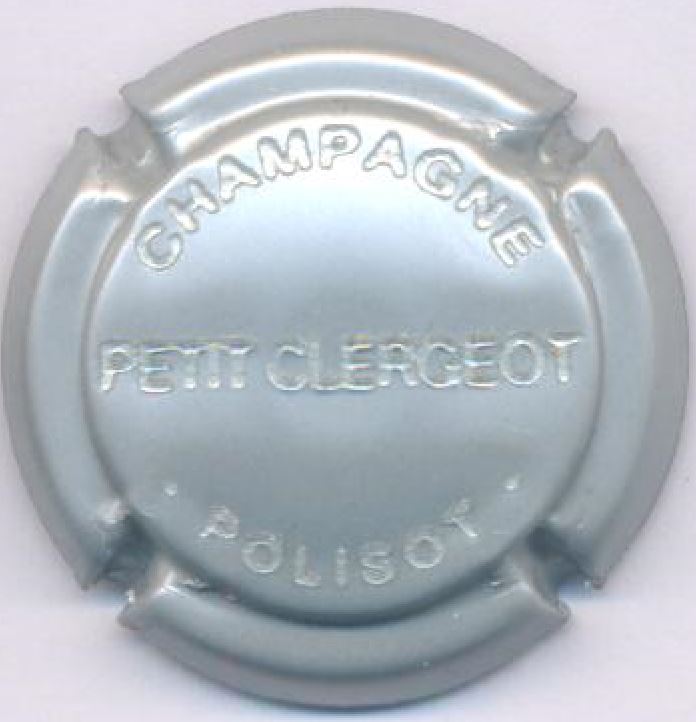 CHAMPAGNE
PETIT CLERGEOT
· POLISOT ·